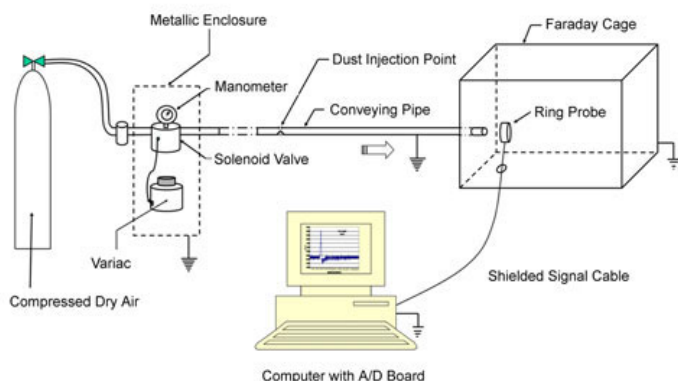 Metallic Enclosure
Faraday Cage
Dust Injection Point
Manometer
Conveying Pipe
Ring Probe
Solenoid Valve
Variac
Shielded Signal Cable
Compressed Dry Air
Computer with A/D Board